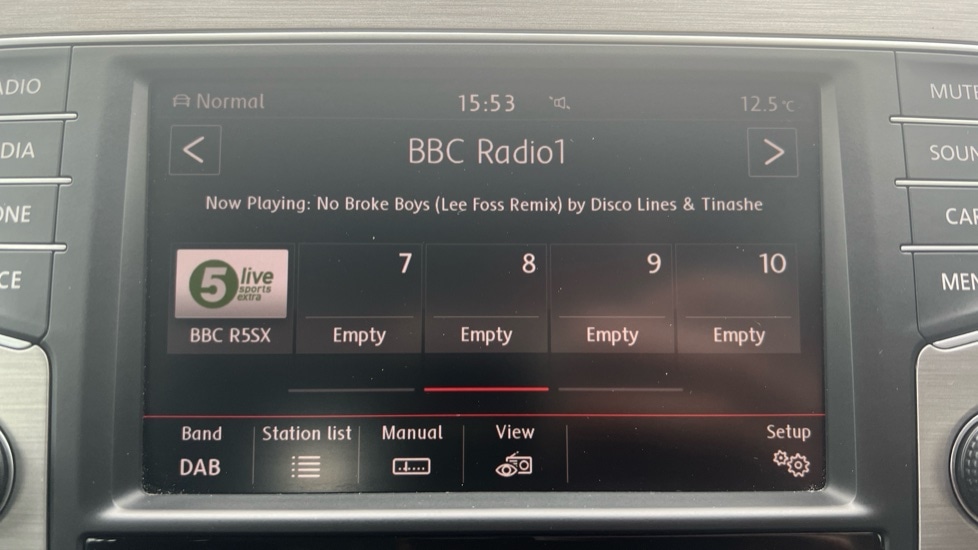 Normal 15:53 12.5°C
< BBC Radio1 >
Now Playing: No Broke Boys (Lee Foss Remix) by Disco Lines & Tinashe
5 live sports extra
7 8 9 10
BBC R5SX Empty Empty Empty Empty
Band Station list Manual View Setup
DAB
ADIO
DIA
ONE
CE
MUTE
SOUN
CAR
MEN